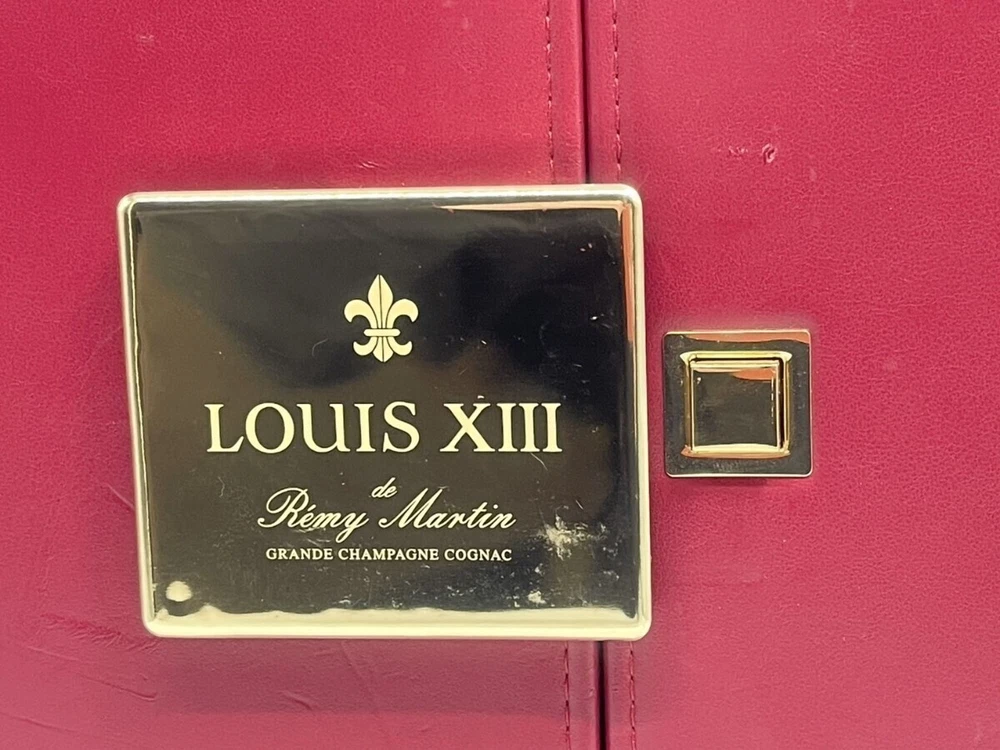 LOUIS XIII
de
Rémy Martin
GRANDE CHAMPAGNE COGNAC